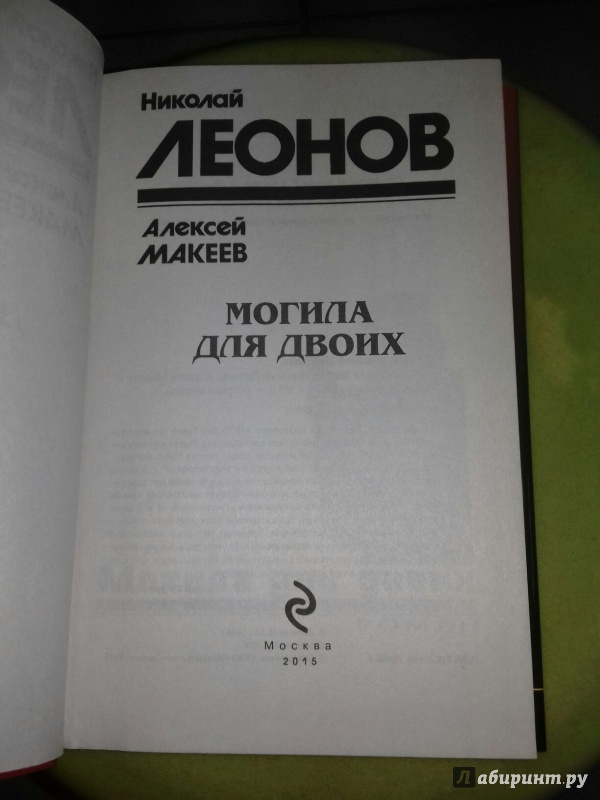 Николай
ЛЕОНОВ
Алексей
МАКЕЕВ
МОГИЛА
ДЛЯ ДВОИХ
Москва
2015
Лабиринт.ру